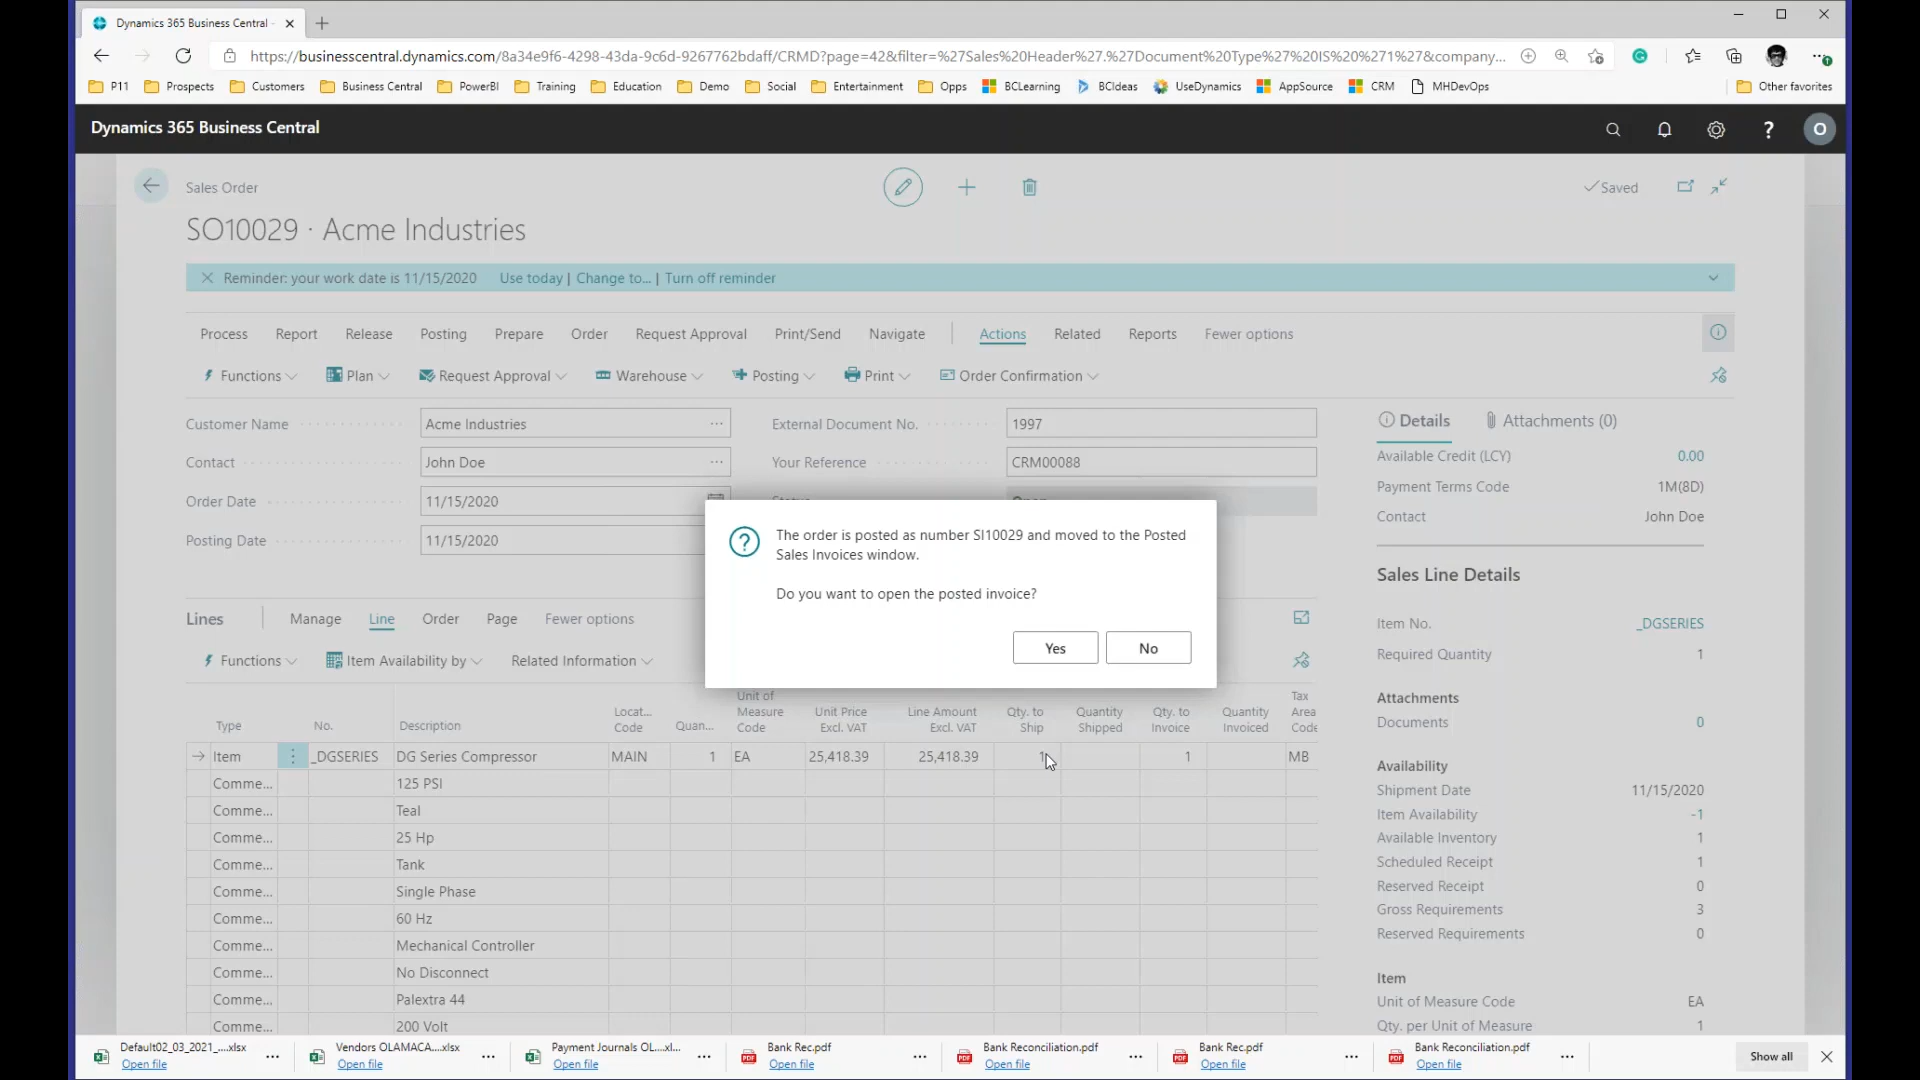 Dynamics 365 Business Central -
https://businesscentral.dynamics.com/8a34e9f6-4298-43da-9c6d-9267762bdaff/CRMD?page=42&filter=%27Sales%20Header%27.%27Document%20Type%27%20IS%20%271%27&company...
P11 Prospects Customers Business Central PowerBI Training Education Demo Social Entertainment Opps BCLearning BCIdeas UseDynamics AppSource CRM MHDevOps Other favorites
Dynamics 365 Business Central
? O
Sales Order
Saved
SO10029 · Acme Industries
Reminder: your work date is 11/15/2020 Use today | Change to... | Turn off reminder
Process Report Release Posting Prepare Order Request Approval Print/Send Navigate Actions Related Reports Fewer options
Functions Plan Request Approval Warehouse Posting Print Order Confirmation
Customer Name Acme Industries ... External Document No. 1997
Contact John Doe ... Your Reference CRM00088
Order Date 11/15/2020
Posting Date 11/15/2020
Details Attachments (0)
Available Credit (LCY) 0.00
Payment Terms Code 1M(8D)
Contact John Doe
The order is posted as number SI10029 and moved to the Posted
Sales Invoices window.
Do you want to open the posted invoice?
Yes No
Lines Manage Line Order Page Fewer options
Functions Item Availability by Related Information
Type No. Description Locat... Code Quan... Unit of Measure Code Unit Price Excl. VAT Line Amount Excl. VAT Qty. to Ship Quantity Shipped Qty. to Invoice Quantity Invoiced Tax Area Code
Item _DGSERIES DG Series Compressor MAIN 1 EA 25,418.39 25,418.39 1 1 MB
Comme... 125 PSI
Comme... Teal
Comme... 25 Hp
Comme... Tank
Comme... Single Phase
Comme... 60 Hz
Comme... Mechanical Controller
Comme... No Disconnect
Comme... Palextra 44
Comme... 200 Volt
Sales Line Details
Item No. _DGSERIES
Required Quantity 1
Attachments
Documents 0
Availability
Shipment Date 11/15/2020
Item Availability -1
Available Inventory 1
Scheduled Receipt 1
Reserved Receipt 0
Gross Requirements 3
Reserved Requirements 0
Item
Unit of Measure Code EA
Qty. per Unit of Measure 1
Default02_03_2021_....xlsx Vendors OLAMACA....xlsx Payment Journals OL....xl... Bank Rec.pdf Bank Reconciliation.pdf Bank Rec.pdf Bank Reconciliation.pdf
Open file Open file Open file Open file Open file Open file Open file
Show all